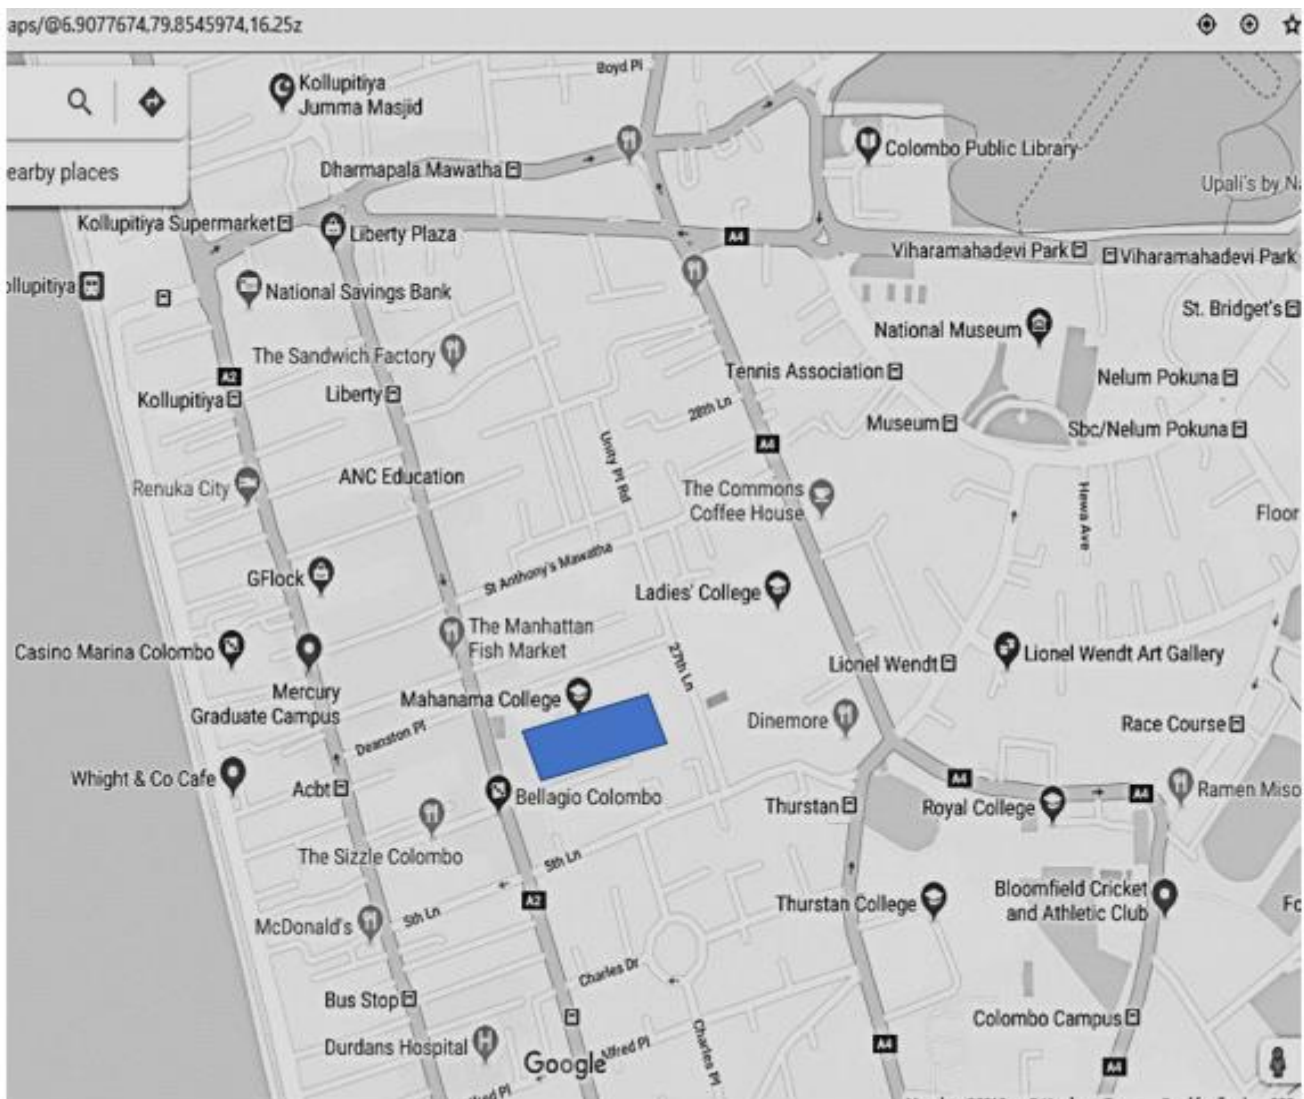 aps/@6.9077674,79.8545974,16.25z
Boyd Pl
Kollupitiya
Jumma Masjid
Colombo Public Library
earby places
Dharmapala Mawatha
Kollupitiya Supermarket
Liberty Plaza
A4
Viharamahadevi Park
Viharamahadevi Park
ollupitiya
National Savings Bank
St. Bridget's
National Museum
The Sandwich Factory
A2
Tennis Association
Nelum Pokuna
Kollupitiya
Liberty
28th Ln
Museum
Sbc/Nelum Pokuna
A4
Unity Pl Rd
ANC Education
Renuka City
The Commons
Coffee House
Hewa Ave
Floor
St Anthony's Mawatha
GFlock
Ladies' College
The Manhattan
Fish Market
Casino Marina Colombo
27th Ln
Lionel Wendt
Lionel Wendt Art Gallery
Mercury
Graduate Campus
Mahanama College
Dinemore
Race Course
Deanston Pl
Whight & Co Cafe
Acbt
Bellagio Colombo
A4
A4
Thurstan
Royal College
Ramen Miso
The Sizzle Colombo
5th Ln
A2
Thurstan College
Bloomfield Cricket
and Athletic Club
McDonald's
5th Ln
Charles Dr
Bus Stop
Colombo Campus
Durdans Hospital
Google
Alfred Pl
Charles Pl
A4
A4